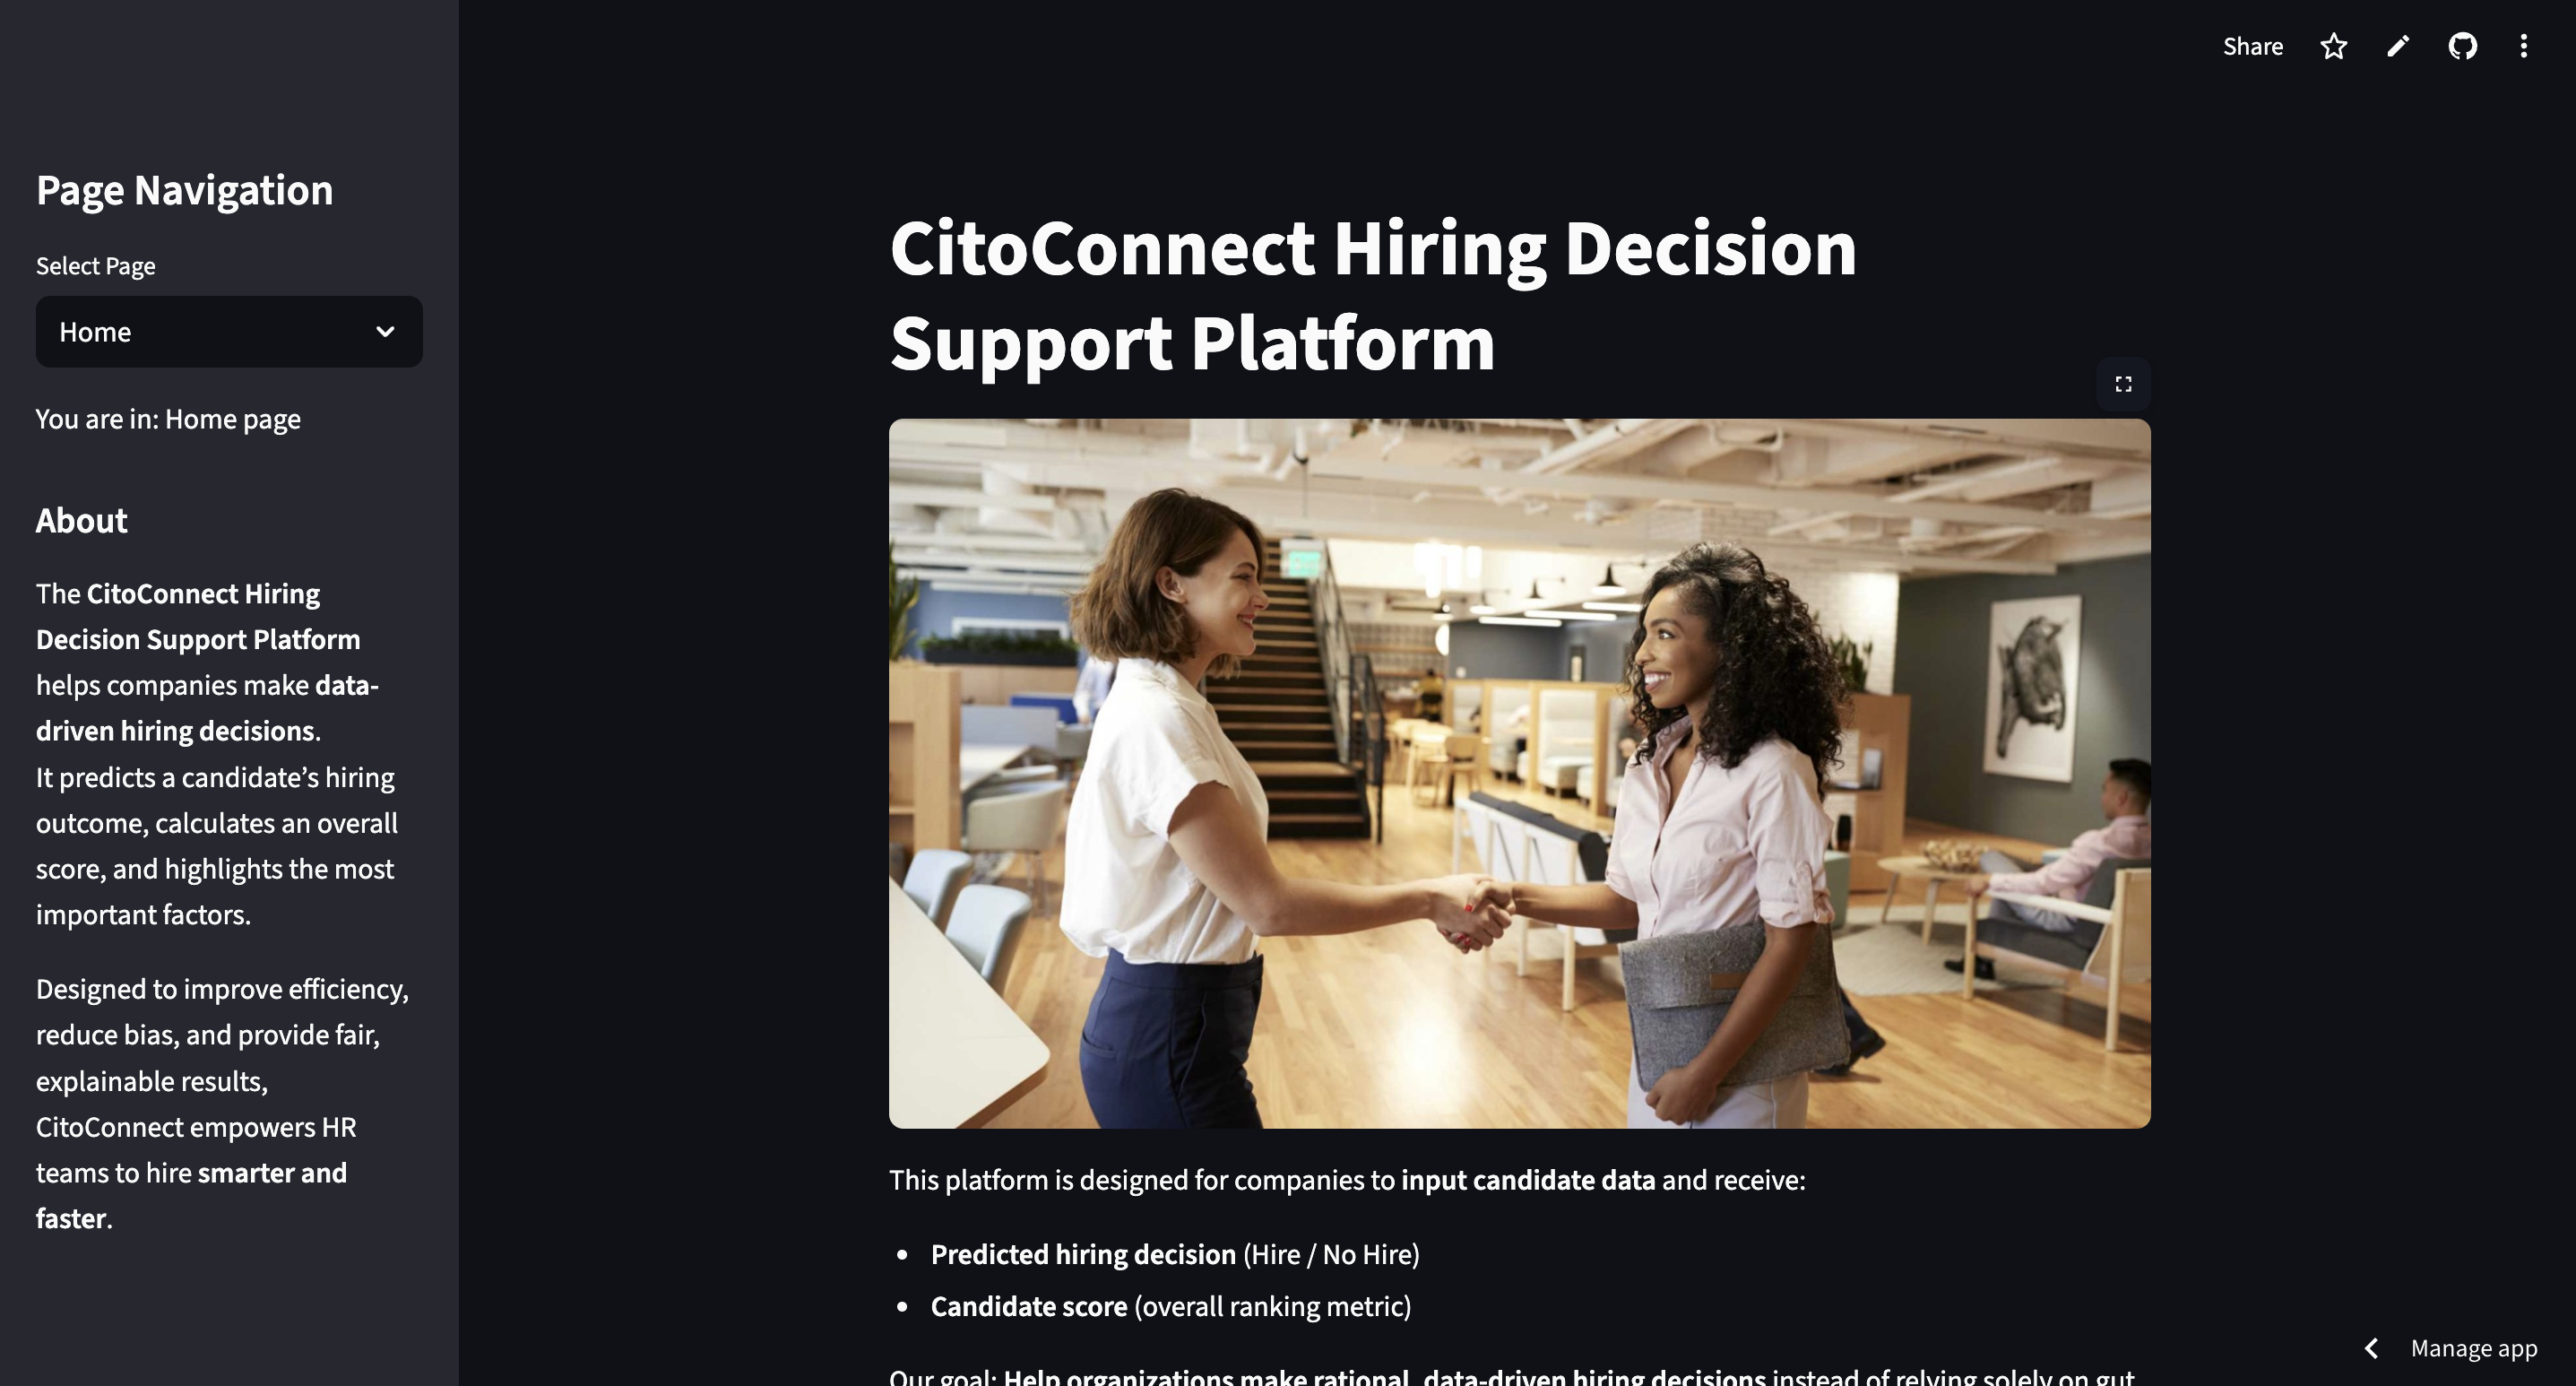 Share
Page Navigation
Select Page
Home
You are in: Home page
About
The CitoConnect Hiring
Decision Support Platform
helps companies make data-
driven hiring decisions.
It predicts a candidate’s hiring
outcome, calculates an overall
score, and highlights the most
important factors.
Designed to improve efficiency,
reduce bias, and provide fair,
explainable results,
CitoConnect empowers HR
teams to hire smarter and
faster.
CitoConnect Hiring Decision
Support Platform
This platform is designed for companies to input candidate data and receive:
Predicted hiring decision (Hire / No Hire)
Candidate score (overall ranking metric)
Our goal: Help organizations make rational, data-driven hiring decisions instead of relying solely on gut
Manage app